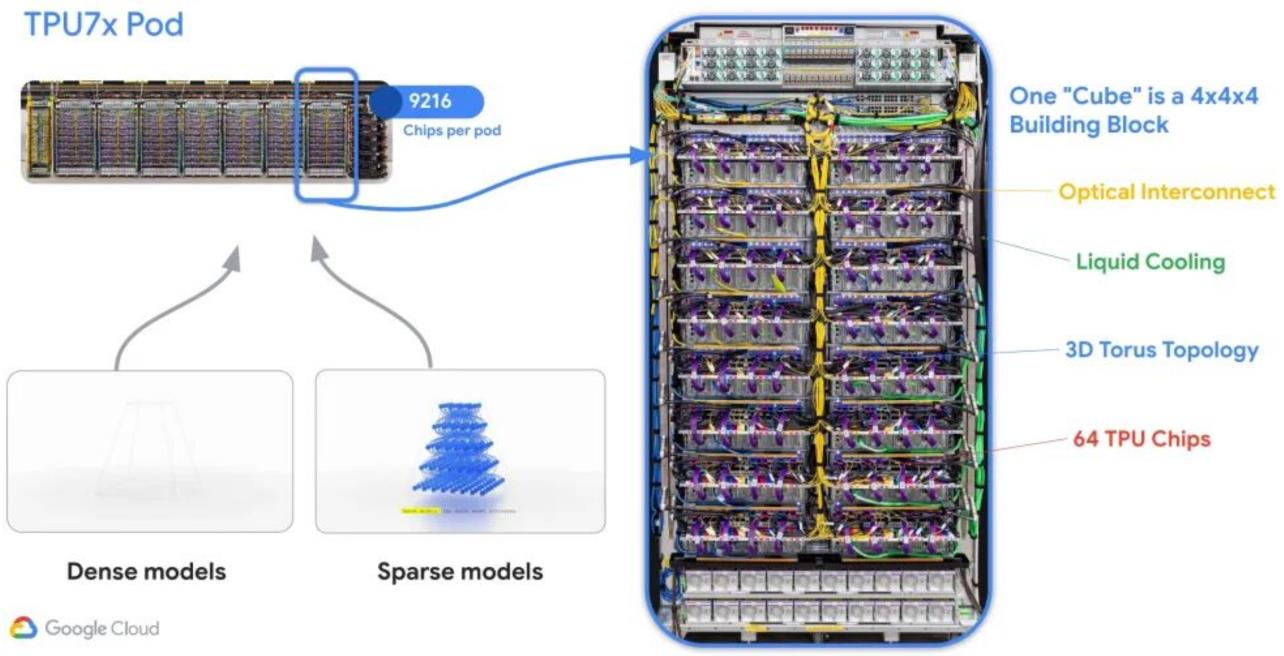 TPU7x Pod
9216
Chips per pod
One "Cube" is a 4x4x4
Building Block
Optical Interconnect
Liquid Cooling
3D Torus Topology
64 TPU Chips
Dense models
Sparse models
Google Cloud